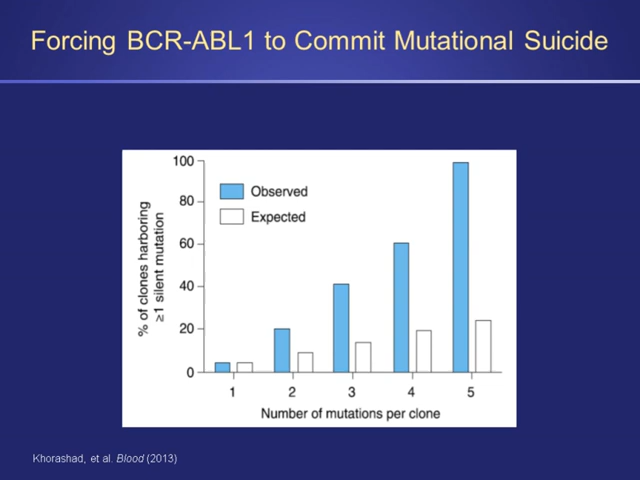 Forcing BCR-ABL1 to Commit Mutational Suicide
100
80
60
40
20
0
% of clones harboring
≥1 silent mutation
Observed
Expected
1 2 3 4 5
Number of mutations per clone
Khorashad, et al. Blood (2013)